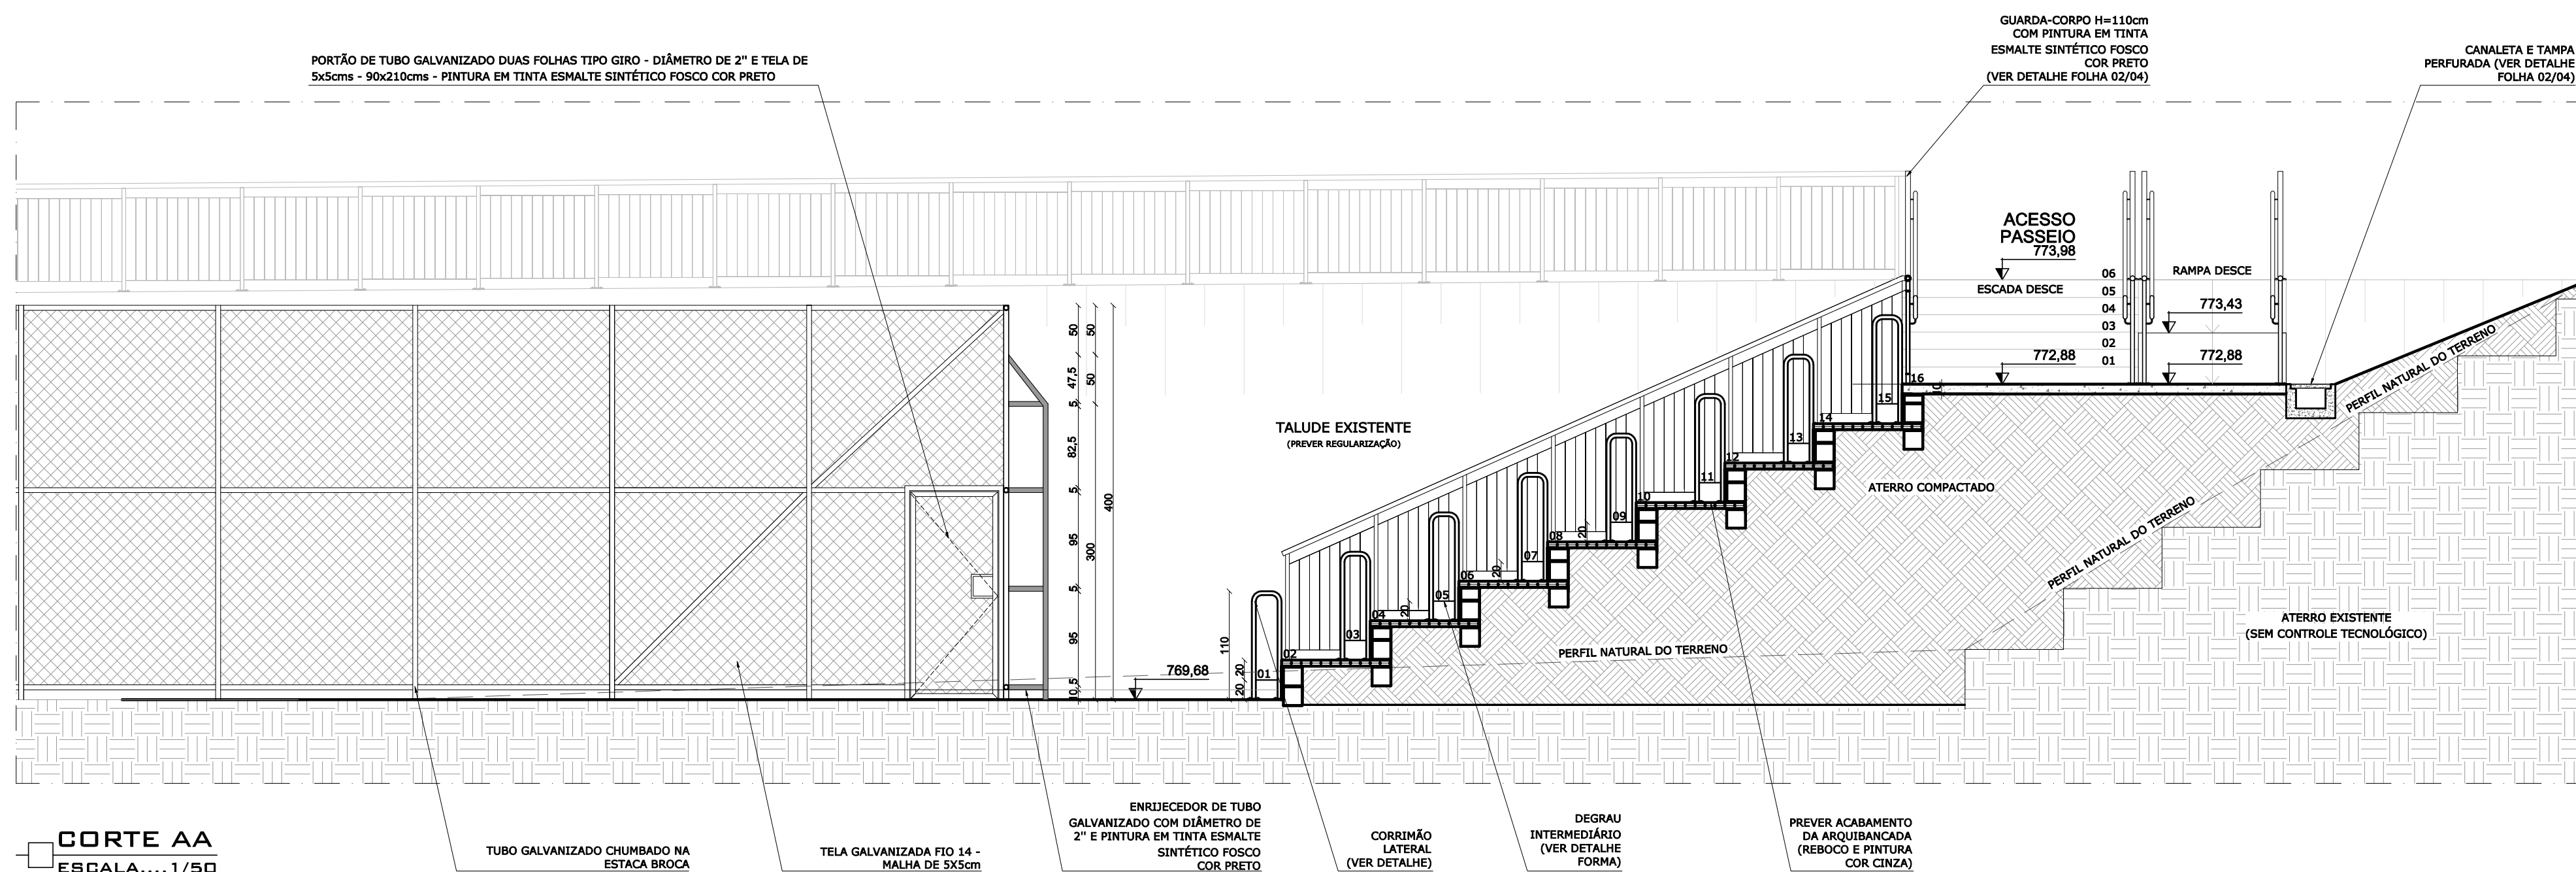 GUARDA-CORPO H=110cm
COM PINTURA EM TINTA
ESMALTE SINTÉTICO FOSCO
COR PRETO
(VER DETALHE FOLHA 02/04)
CANALETA E TAMPA
PERFURADA (VER DETALHE
FOLHA 02/04)
PORTÃO DE TUBO GALVANIZADO DUAS FOLHAS TIPO GIRO - DIÂMETRO DE 2" E TELA DE
5x5cms - 90x210cms - PINTURA EM TINTA ESMALTE SINTÉTICO FOSCO COR PRETO
ACESSO
PASSEIO
773,98
06
RAMPA DESCE
ESCADA DESCE
05
04
773,43
03
02
772,88
01
772,88
50
50
47,5
50
5
82,5
5
400
95
300
5
95
5
10
TALUDE EXISTENTE
(PREVER REGULARIZAÇÃO)
16
10
15
14
13
12
11
10
09
20
08
07
20
06
05
20
04
03
02
01
110
20
20
769,68
ATERRO COMPACTADO
PERFIL NATURAL DO TERRENO
PERFIL NATURAL DO TERRENO
PERFIL NATURAL DO TERRENO
ATERRO EXISTENTE
(SEM CONTROLE TECNOLÓGICO)
CORTE AA
ESCALA....1/50
TUBO GALVANIZADO CHUMBADO NA
ESTACA BROCA
TELA GALVANIZADA FIO 14 -
MALHA DE 5X5cm
ENRIJECEDOR DE TUBO
GALVANIZADO COM DIÂMETRO DE
2" E PINTURA EM TINTA ESMALTE
SINTÉTICO FOSCO
COR PRETO
CORRIMÃO
LATERAL
(VER DETALHE)
DEGRAU
INTERMEDIÁRIO
(VER DETALHE
FORMA)
PREVER ACABAMENTO
DA ARQUIBANCADA
(REBOCO E PINTURA
COR CINZA)